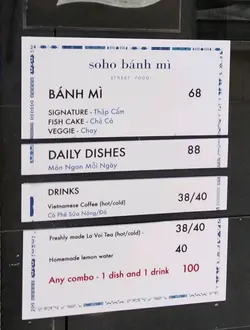 soho bánh mì
STREET FOOD
BÁNH MÌ 68
SIGNATURE - Thập Cẩm
FISH CAKE - Chả Cá
VEGGIE - Chay
DAILY DISHES 88
Món Ngon Mỗi Ngày
DRINKS
Vietnamese Coffee (hot/cold) 38/40
Cà Phê Sữa Nóng/Đá
Freshly made La Voi Tea (hot/cold) - 38/40
Homemade lemon water 40
Any combo - 1 dish and 1 drink 100